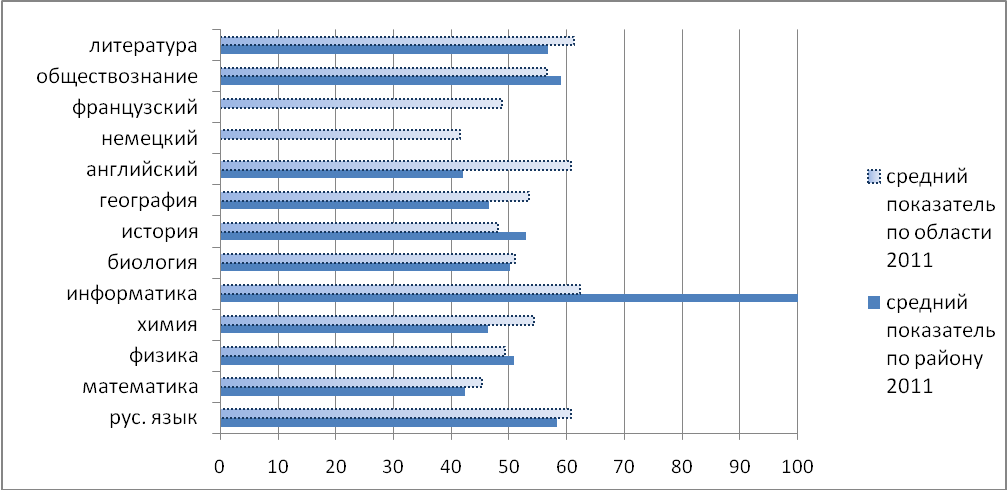 литература
обществознание
французский
немецкий
английский
география
история
биология
информатика
химия
физика
математика
рус. язык
0 10 20 30 40 50 60 70 80 90 100
средний
показатель
по области
2011
средний
показатель
по району
2011